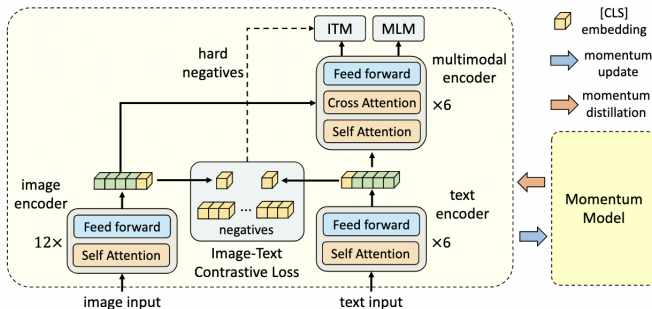 ITM
MLM
[CLS]
embedding
hard
negatives
Feed forward
Cross Attention
Self Attention
multimodal
encoder
×6
momentum
update
momentum
distillation
image
encoder
12×
Feed forward
Self Attention
...
negatives
Image-Text
Contrastive Loss
text
encoder
Feed forward
Self Attention
×6
Momentum
Model
image input
text input